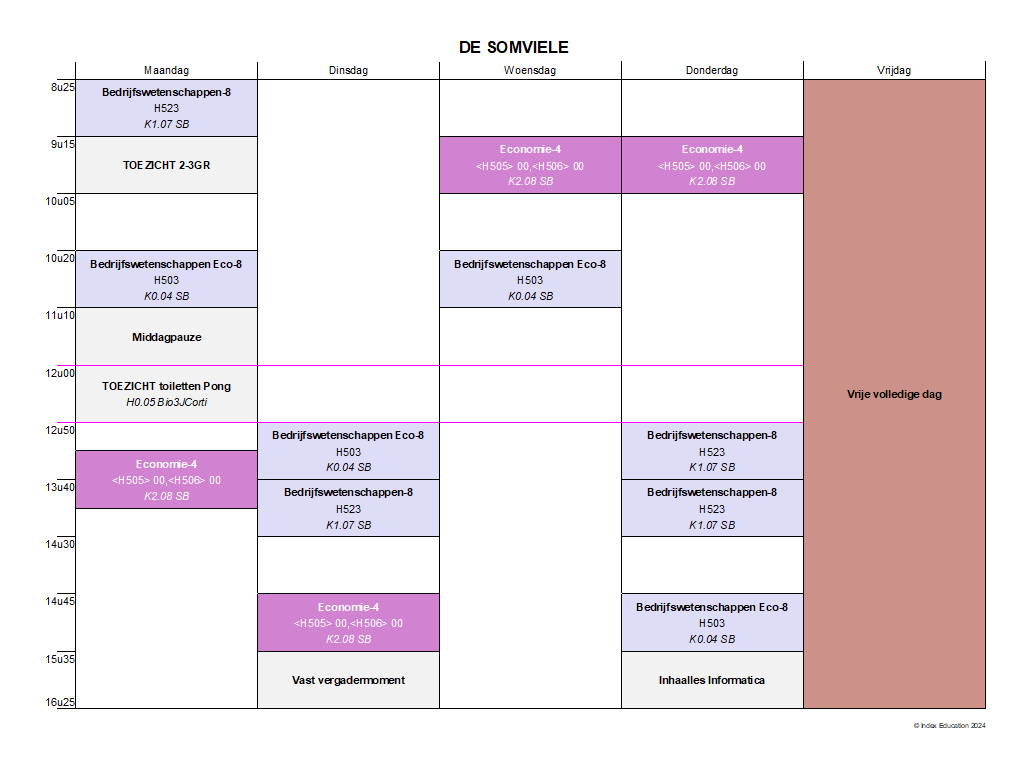 DE SOMVIELE
Maandag Dinsdag Woensdag Donderdag Vrijdag
8u25
Bedrijfswetenschappen-8
H523
K1.07 SB
9u15
TOEZICHT 2-3GR
Economie-4
<H505> 00,<H506> 00
K2.08 SB
Economie-4
<H505> 00,<H506> 00
K2.08 SB
10u05
10u20
Bedrijfswetenschappen Eco-8
H503
K0.04 SB
Bedrijfswetenschappen Eco-8
H503
K0.04 SB
11u10
Middagpauze
12u00
TOEZICHT toiletten Pong
H0.05 Bio3JCorti
Vrije volledige dag
12u50
Bedrijfswetenschappen Eco-8
H503
K0.04 SB
Bedrijfswetenschappen-8
H523
K1.07 SB
Economie-4
<H505> 00,<H506> 00
K2.08 SB
13u40
Bedrijfswetenschappen-8
H523
K1.07 SB
Bedrijfswetenschappen-8
H523
K1.07 SB
14u30
14u45
Economie-4
<H505> 00,<H506> 00
K2.08 SB
Bedrijfswetenschappen Eco-8
H503
K0.04 SB
15u35
Vast vergadermoment
Inhaalles Informatica
16u25
© Index Education 2024